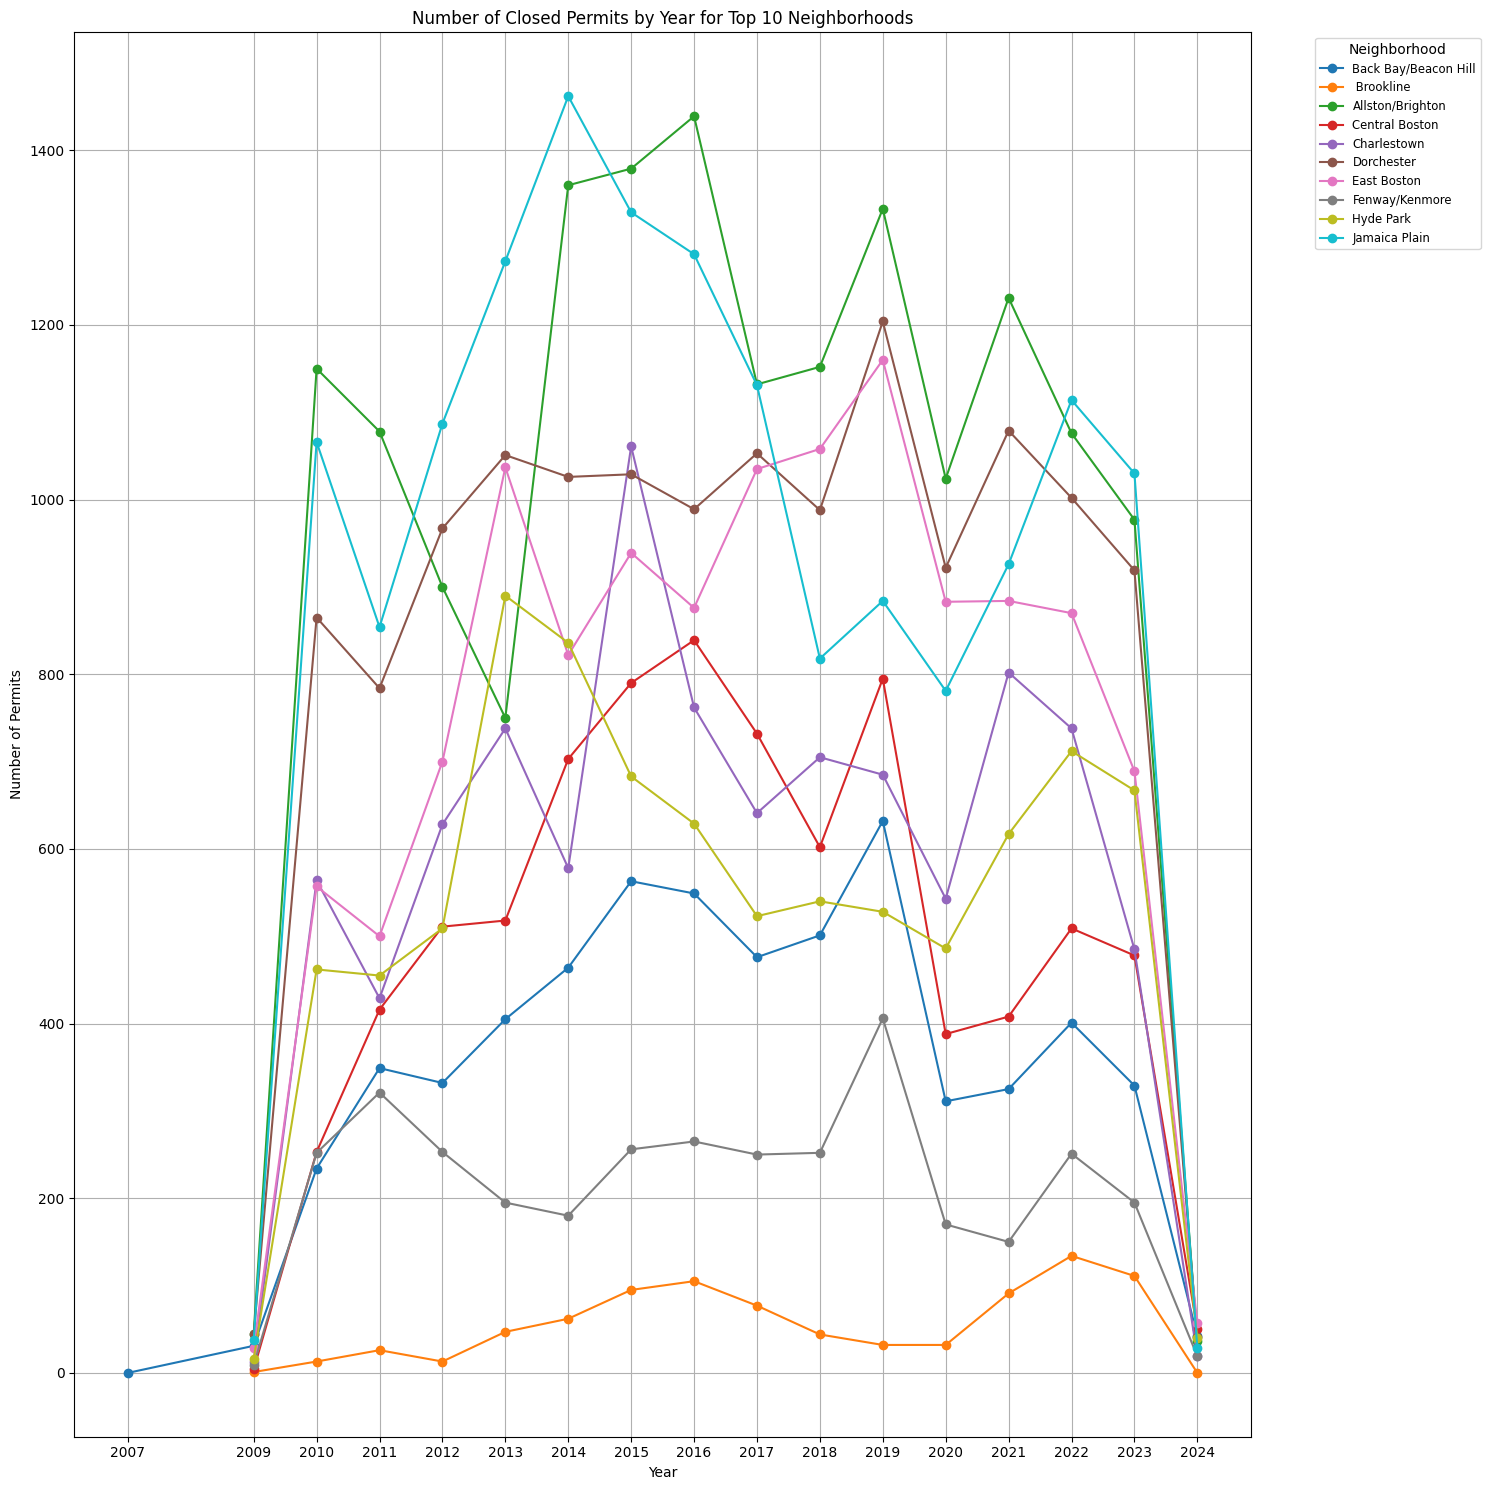 Number of Closed Permits by Year for Top 10 Neighborhoods
Neighborhood
Back Bay/Beacon Hill
Brookline
Allston/Brighton
Central Boston
Charlestown
Dorchester
East Boston
Fenway/Kenmore
Hyde Park
Jamaica Plain
Number of Permits
1400
1200
1000
800
600
400
200
0
2007 2009 2010 2011 2012 2013 2014 2015 2016 2017 2018 2019 2020 2021 2022 2023 2024
Year